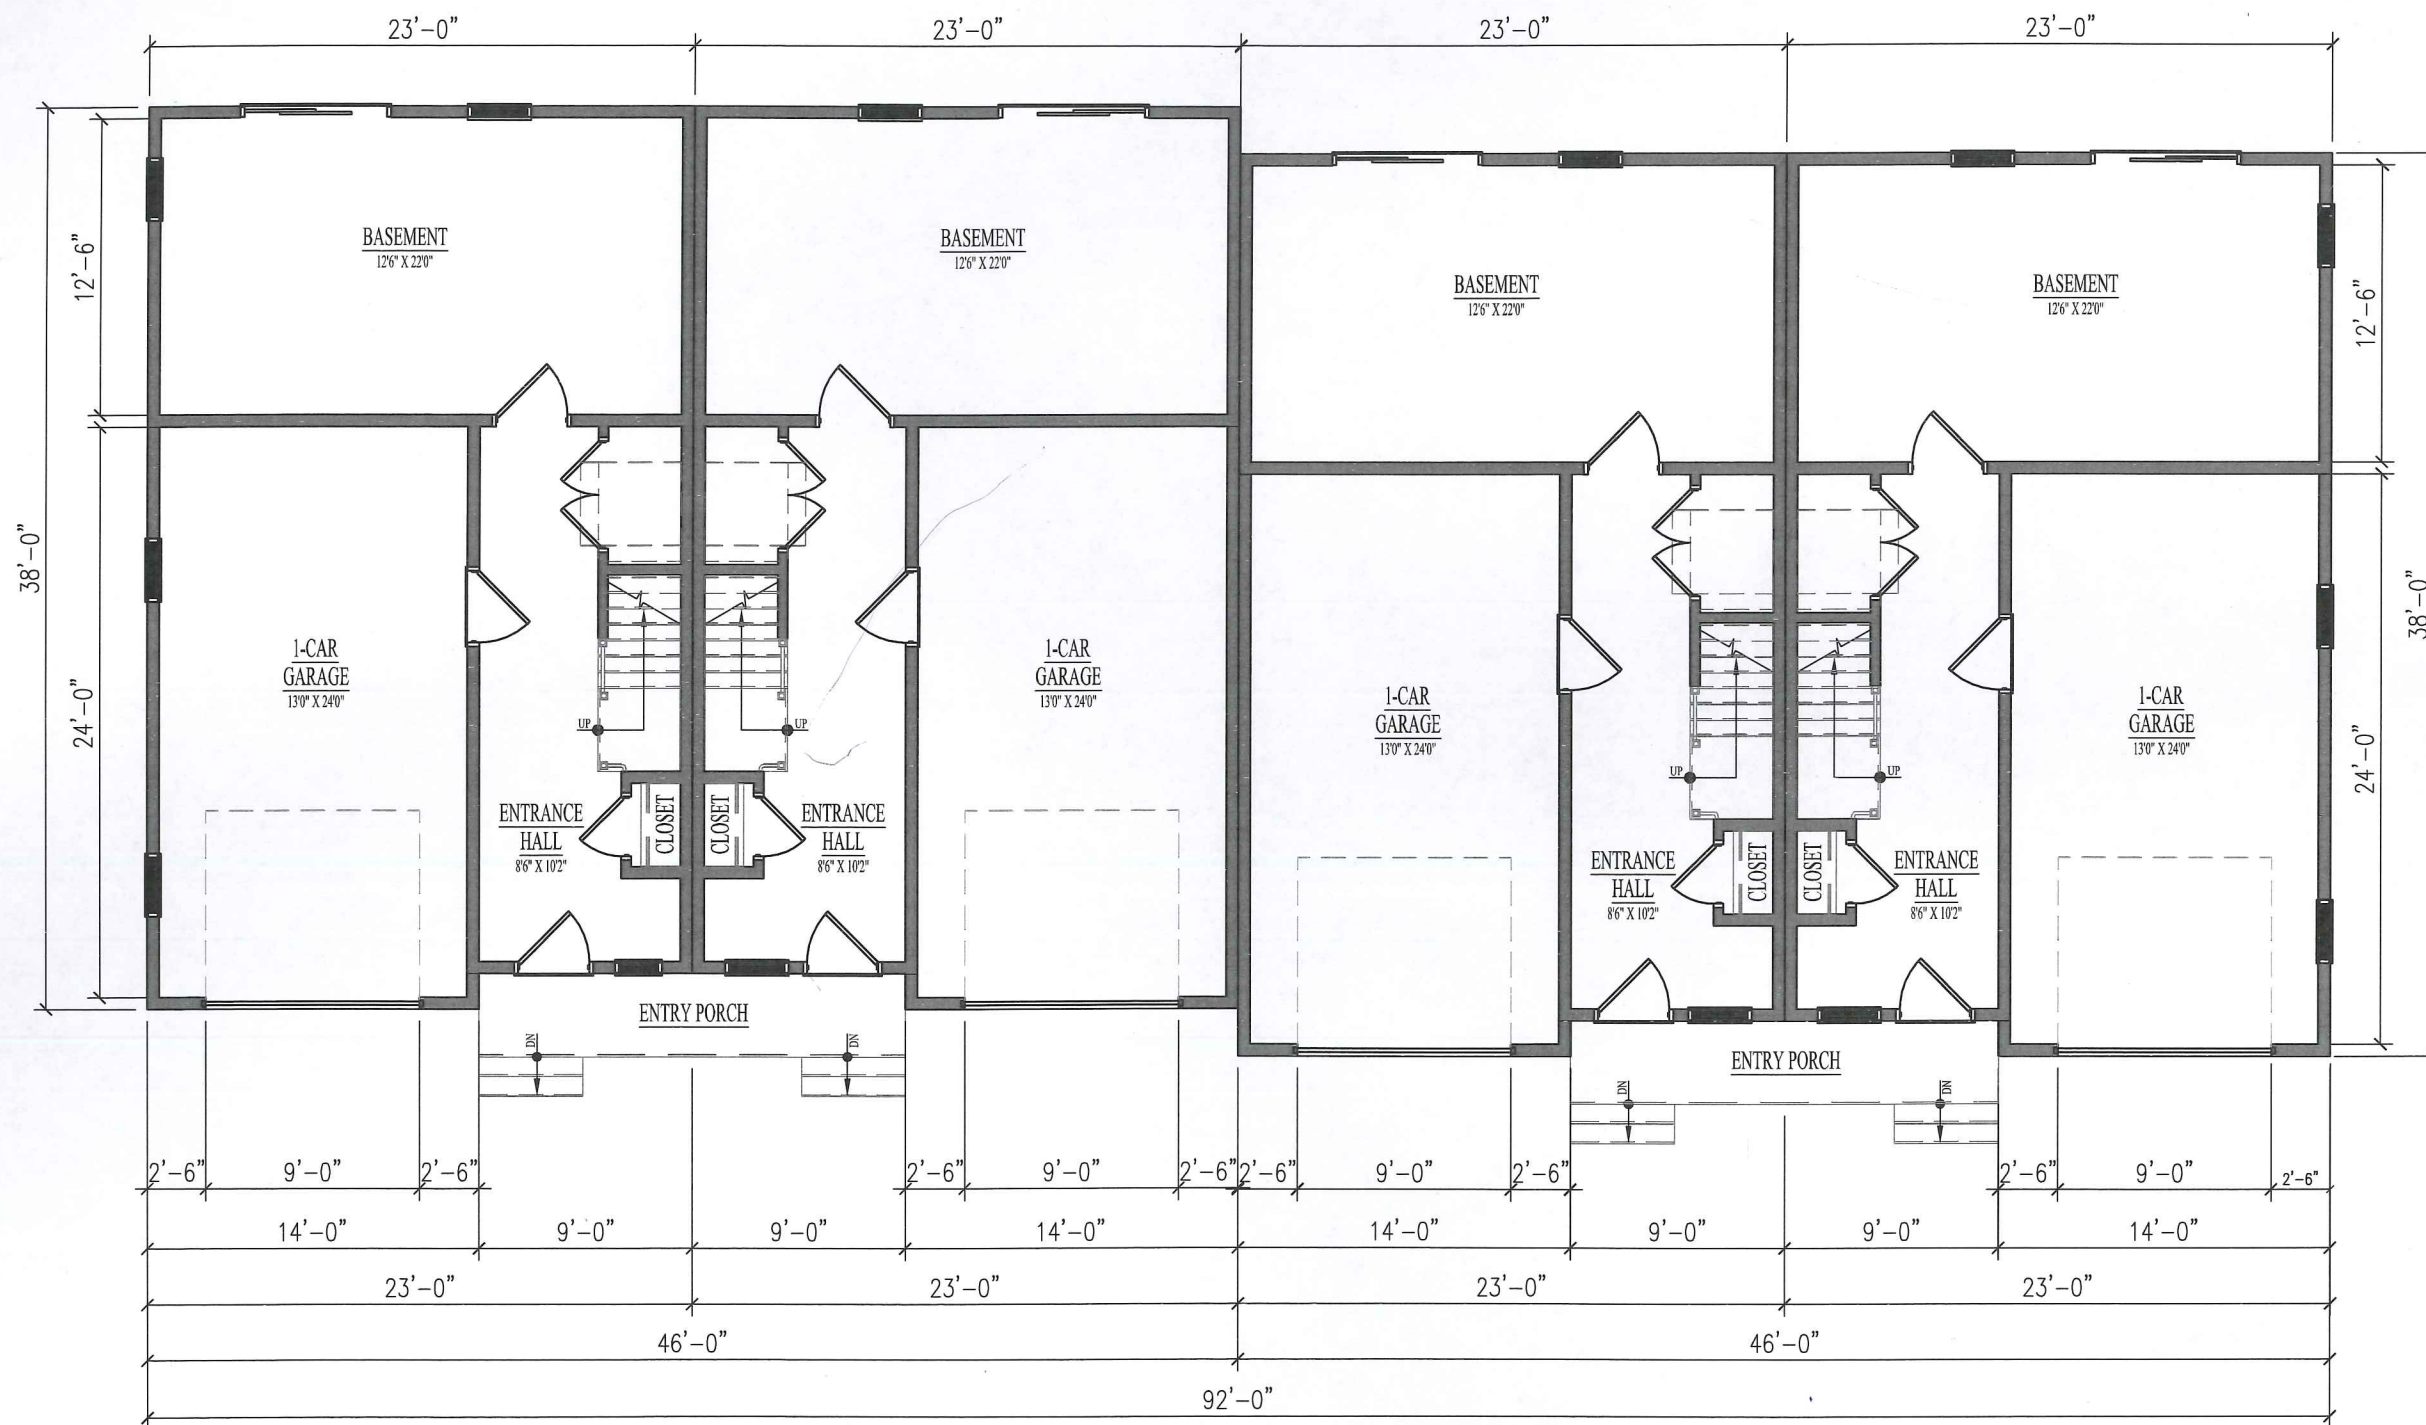 23'-0" 23'-0" 23'-0" 23'-0"
BASEMENT
12'6" X 22'0"
BASEMENT
12'6" X 22'0"
BASEMENT
12'6" X 22'0"
BASEMENT
12'6" X 22'0"
12'-6"
12'-6"
38'-0"
38'-0"
24'-0"
24'-0"
1-CAR
GARAGE
13'0" X 24'0"
1-CAR
GARAGE
13'0" X 24'0"
1-CAR
GARAGE
13'0" X 24'0"
1-CAR
GARAGE
13'0" X 24'0"
UP
UP
UP
UP
ENTRANCE
HALL
8'6" X 10'2"
CLOSET
CLOSET
ENTRANCE
HALL
8'6" X 10'2"
ENTRANCE
HALL
8'6" X 10'2"
CLOSET
CLOSET
ENTRANCE
HALL
8'6" X 10'2"
ENTRY PORCH
DN
DN
ENTRY PORCH
DN
DN
2'-6" 9'-0" 2'-6" 2'-6" 9'-0" 2'-6" 2'-6" 9'-0" 2'-6" 2'-6" 9'-0" 2'-6"
14'-0" 9'-0" 9'-0" 14'-0" 14'-0" 9'-0" 9'-0" 14'-0"
23'-0" 23'-0" 23'-0" 23'-0"
46'-0" 46'-0"
92'-0"